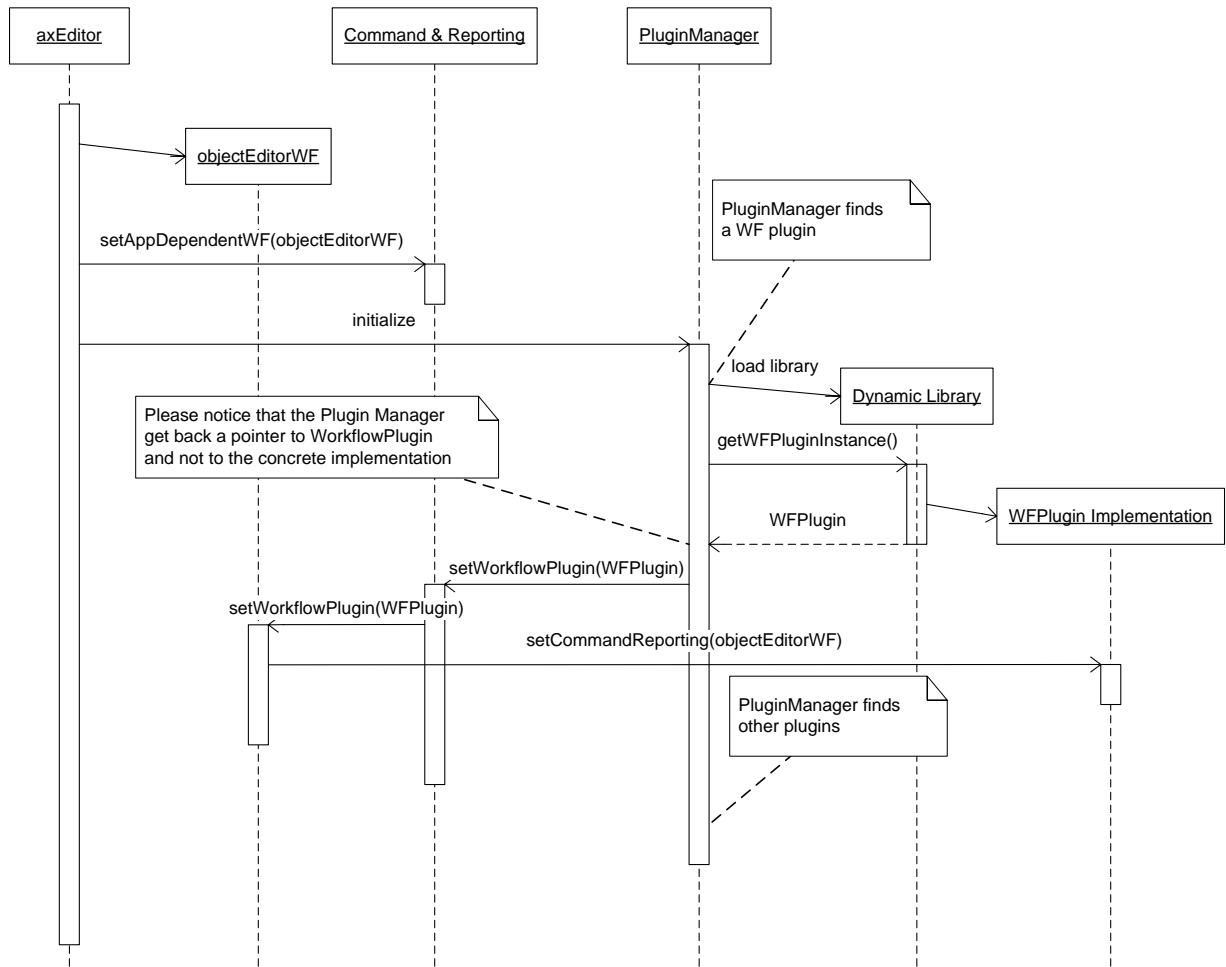 axEditor
Command & Reporting
PluginManager
objectEditorWF
PluginManager finds
a WF plugin
setAppDependentWF(objectEditorWF)
initialize
load library
Dynamic Library
Please notice that the Plugin Manager
get back a pointer to WorkflowPlugin
and not to the concrete implementation
getWFPluginInstance()
WFPlugin Implementation
WFPlugin
setWorkflowPlugin(WFPlugin)
setWorkflowPlugin(WFPlugin)
setCommandReporting(objectEditorWF)
PluginManager finds
other plugins